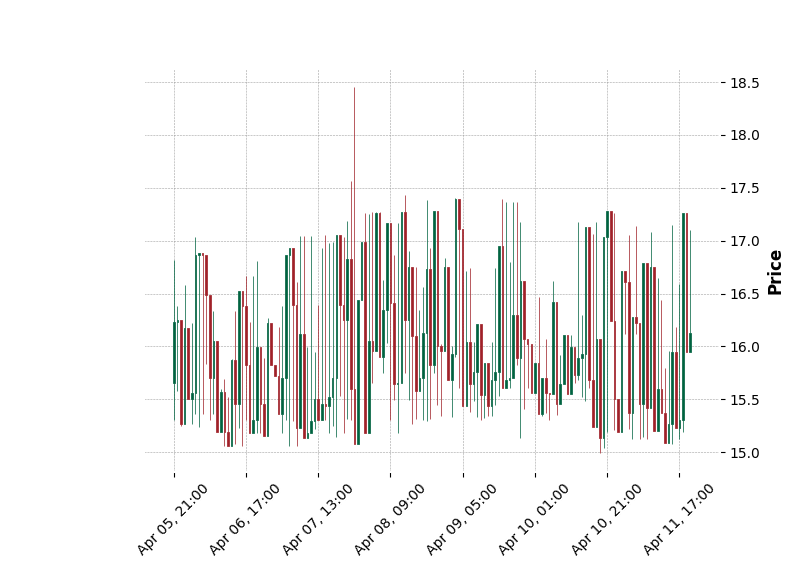 18.5
18.0
17.5
17.0
16.5
16.0
15.5
15.0
Price
Apr 05, 21:00
Apr 06, 17:00
Apr 07, 13:00
Apr 08, 09:00
Apr 09, 05:00
Apr 10, 01:00
Apr 10, 21:00
Apr 11, 17:00